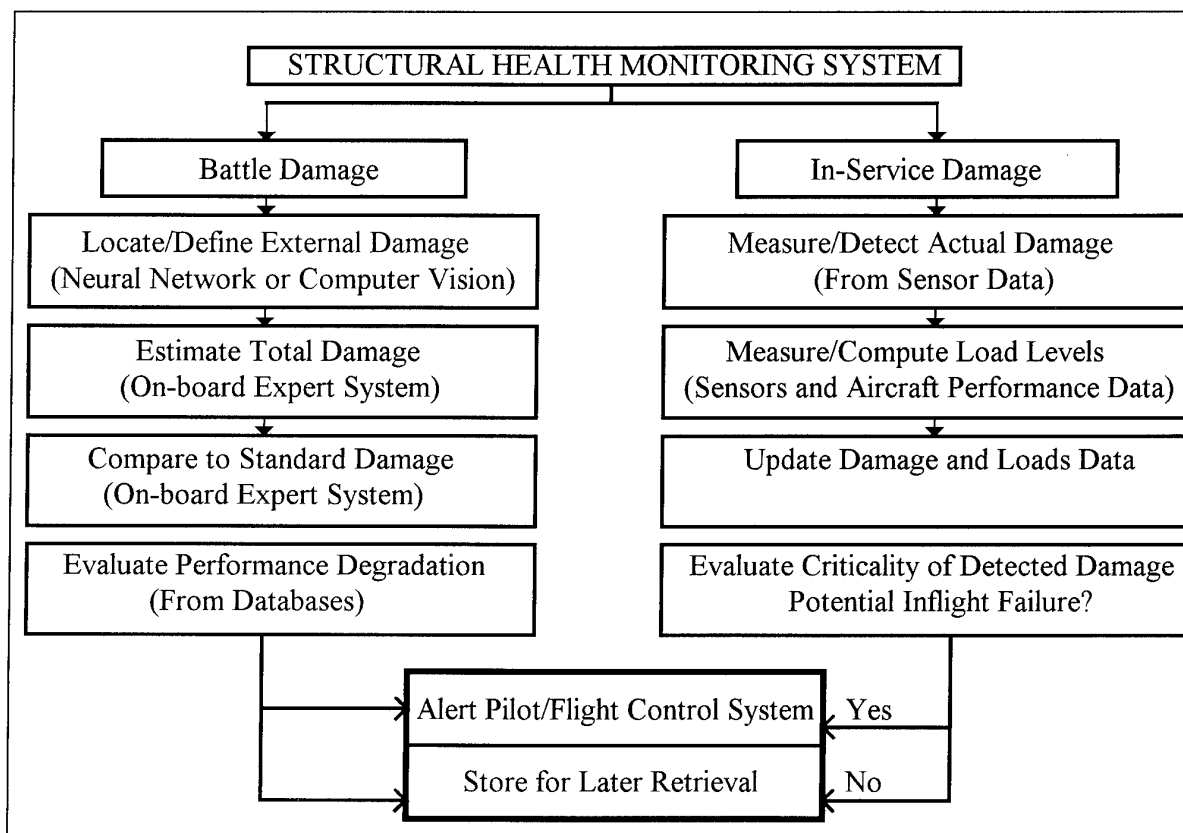 STRUCTURAL HEALTH MONITORING SYSTEM
Battle Damage
Locate/Define External Damage
(Neural Network or Computer Vision)
Estimate Total Damage
(On-board Expert System)
Compare to Standard Damage
(On-board Expert System)
Evaluate Performance Degradation
(From Databases)
In-Service Damage
Measure/Detect Actual Damage
(From Sensor Data)
Measure/Compute Load Levels
(Sensors and Aircraft Performance Data)
Update Damage and Loads Data
Evaluate Criticality of Detected Damage
Potential Inflight Failure?
Alert Pilot/Flight Control System
Yes
Store for Later Retrieval
No